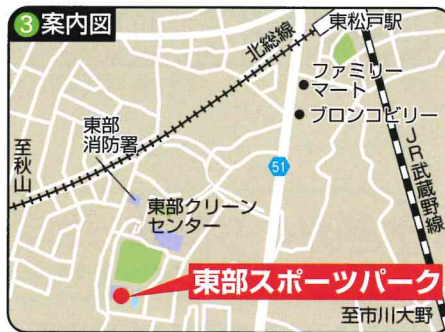 3 案内図
東松戸駅
北総線
ファミリー
マート
ブロンコビリー
東部
消防署
至秋山
51
JR武蔵野線
東部クリーン
センター
東部スポーツパーク
至市川大野